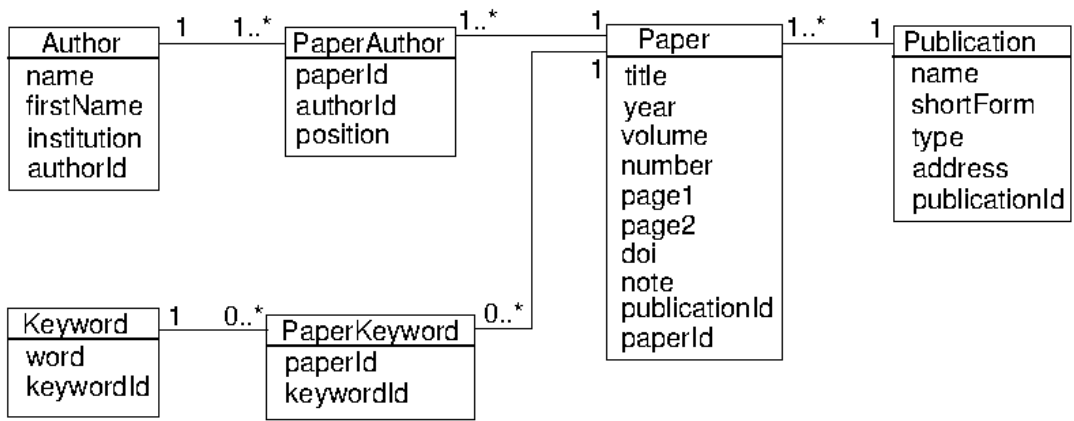 Author
name
firstName
institution
authorId
1
1..*
PaperAuthor
paperId
authorId
position
1..*
1
Paper
title
year
volume
number
page1
page2
doi
note
publicationId
paperId
1..*
1
Publication
name
shortForm
type
address
publicationId
Keyword
word
keywordId
1
0..*
PaperKeyword
paperId
keywordId
0..*
1